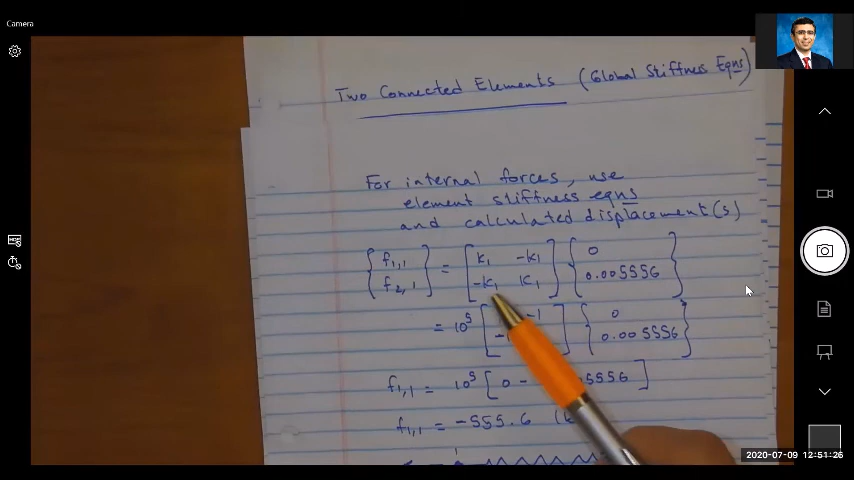 Camera
Two Connected Elements (Global Stiffness Eqns)
For internal forces, use
element stiffness eqns
and calculated displacement(s)
{ f1,1 f2,1 } = [ k1 -k1 -k1 k1 ] { 0 0.005556 }
= 10^5 [ -1 - ] { 0 0.005556 }
f1,1 = 10^5 [ 0 - 5556 ]
f1,1 = -555.6 (
2020-07-09 12:51:26